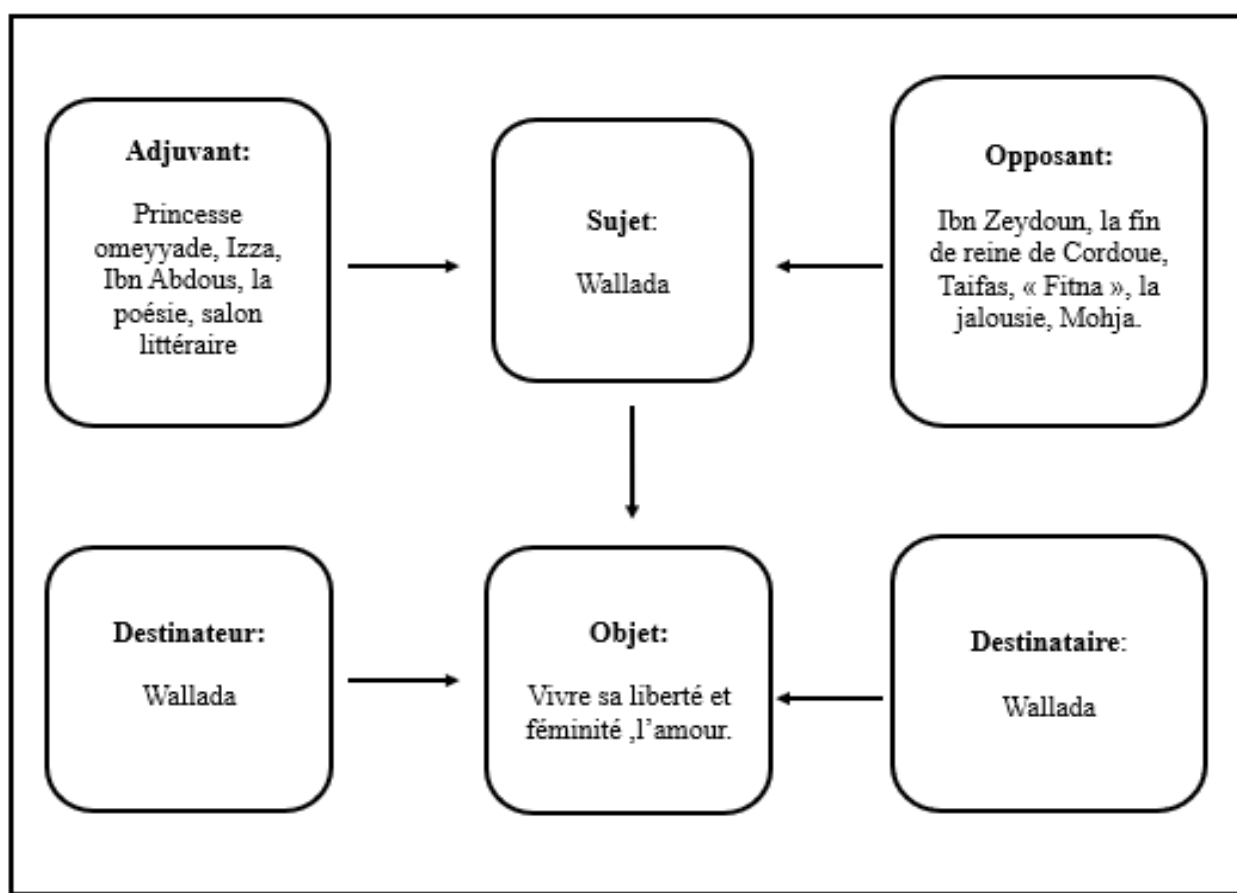 Adjuvant:
Princesse
omeyyade, Izza,
Ibn Abdous, la
poésie, salon
littéraire
Sujet:
Wallada
Opposant:
Ibn Zeydoun, la fin
de reine de Cordoue,
Taifas, « Fitna », la
jalousie, Mohja.
Destinateur:
Wallada
Objet:
Vivre sa liberté et
féminité ,l’amour.
Destinataire:
Wallada